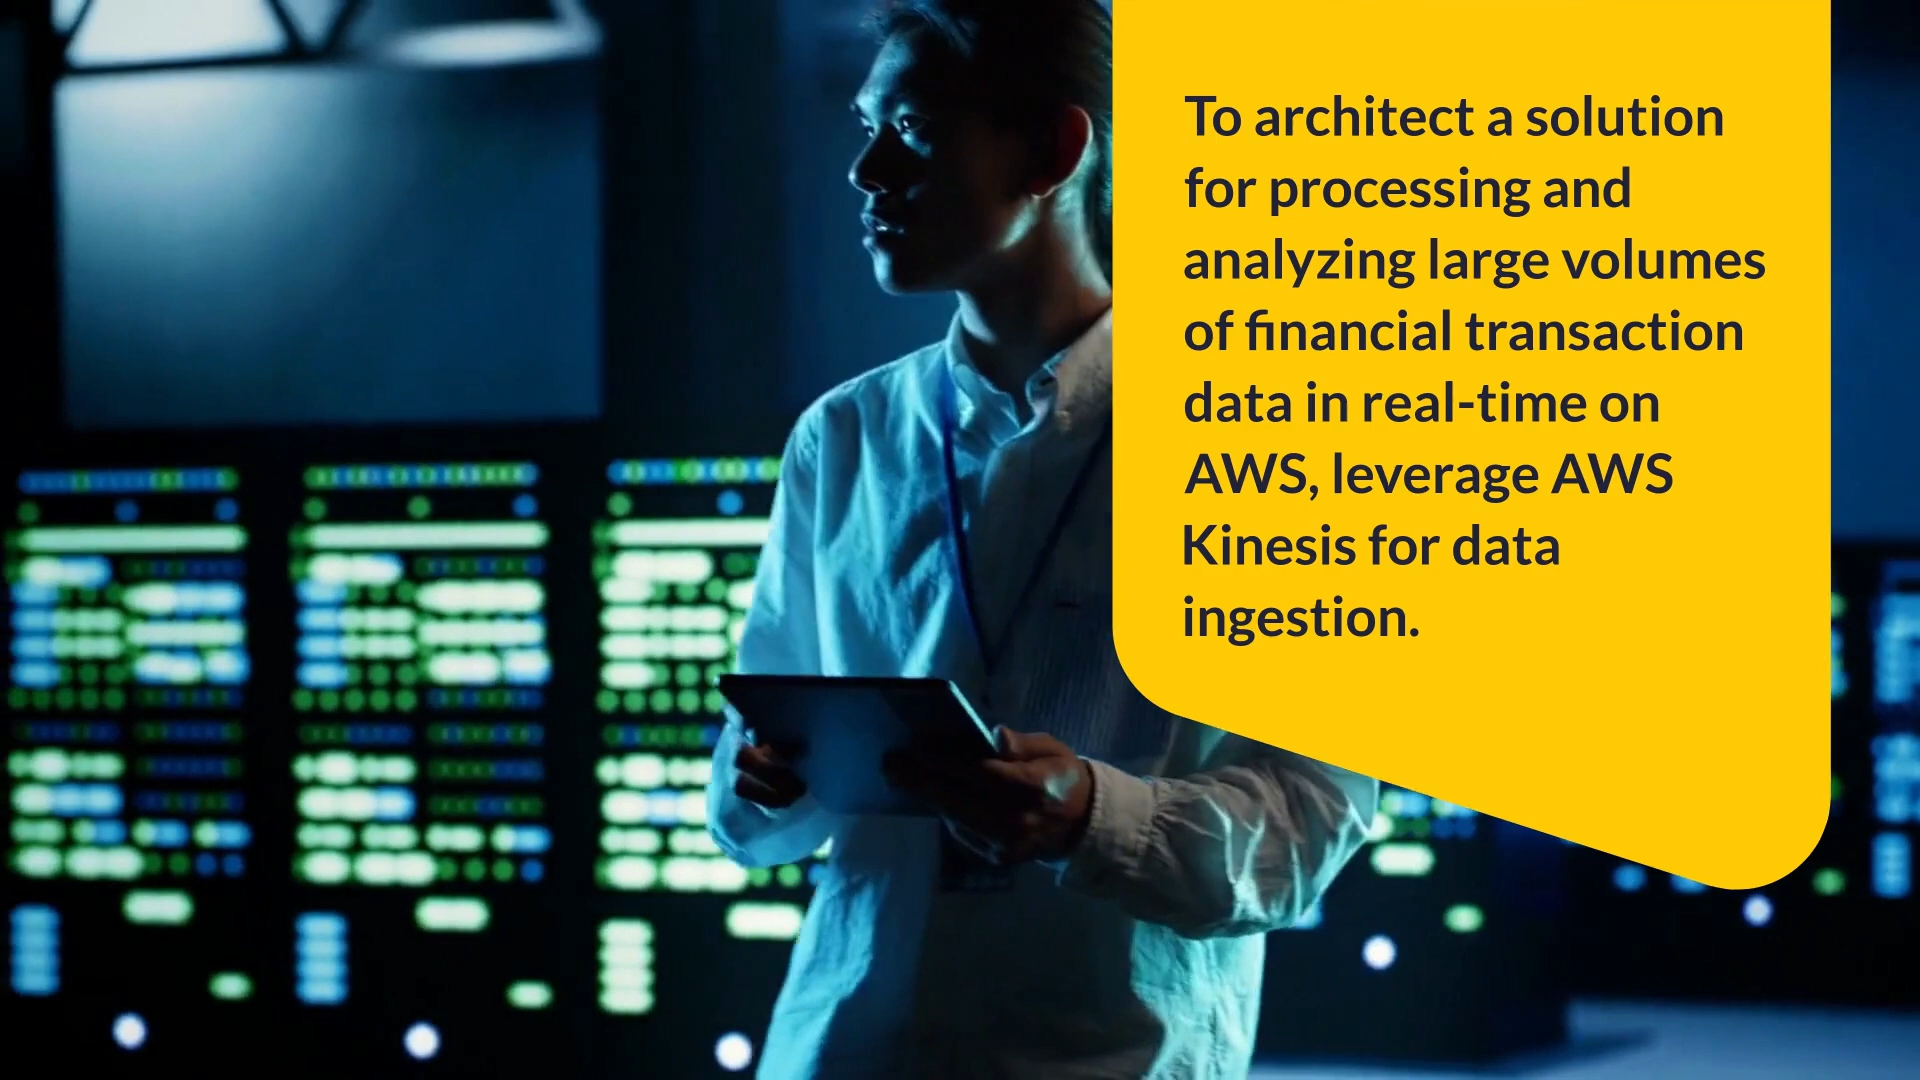 To architect a solution
for processing and
analyzing large volumes
of financial transaction
data in real-time on
AWS, leverage AWS
Kinesis for data
ingestion.